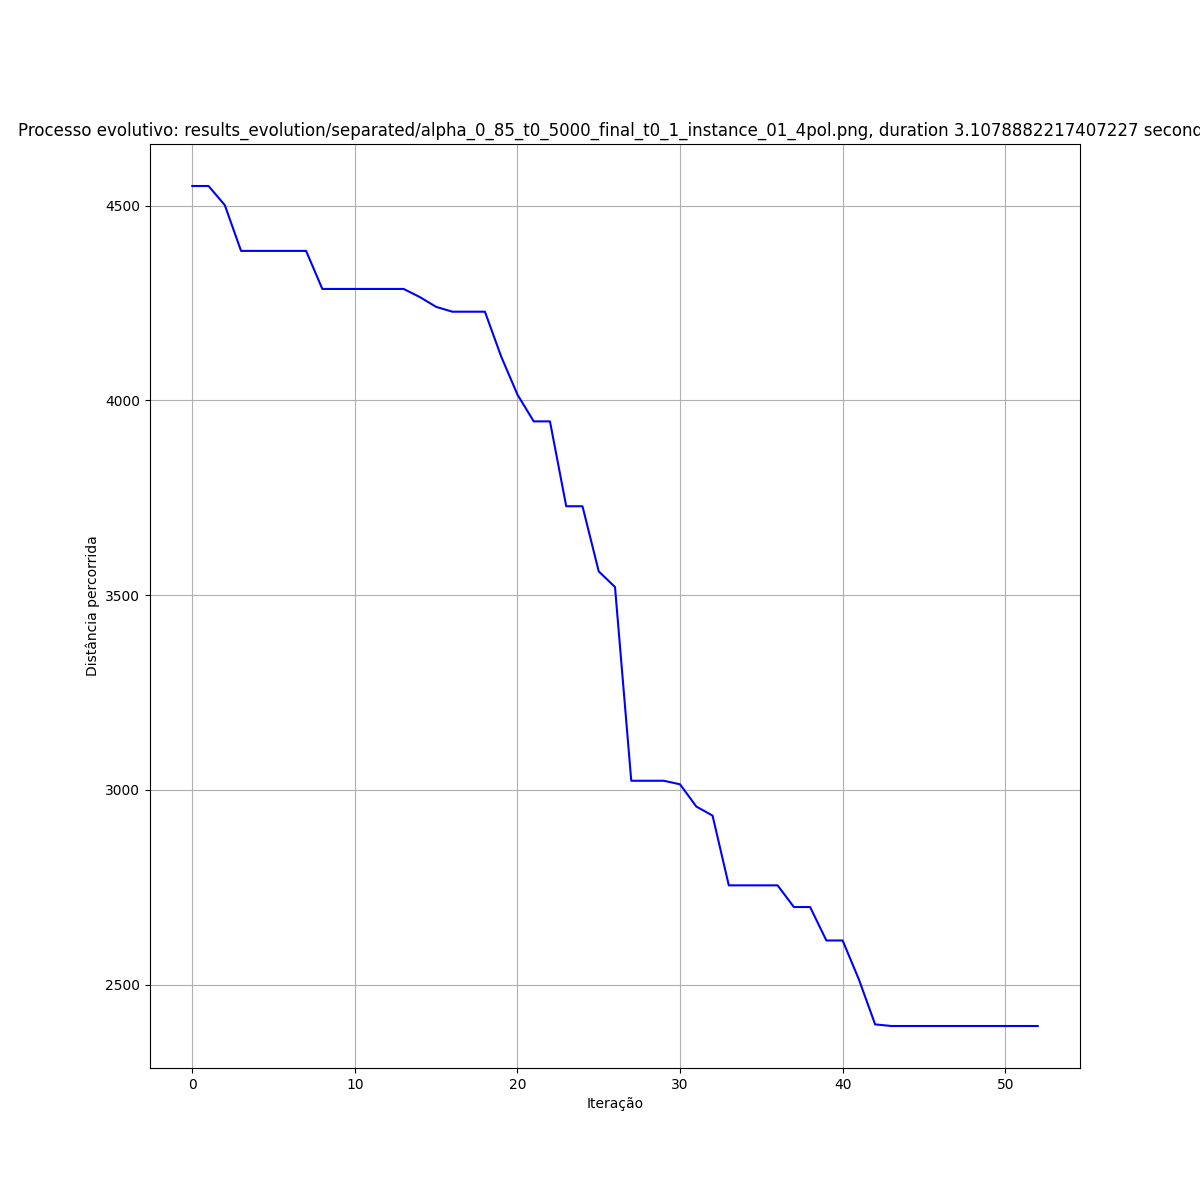 Processo evolutivo: results_evolution/separated/alpha_0_85_t0_5000_final_t0_1_instance_01_4pol.png, duration 3.1078882217407227 second
4500
4000
3500
3000
2500
Distância percorrida
0 10 20 30 40 50
Iteração